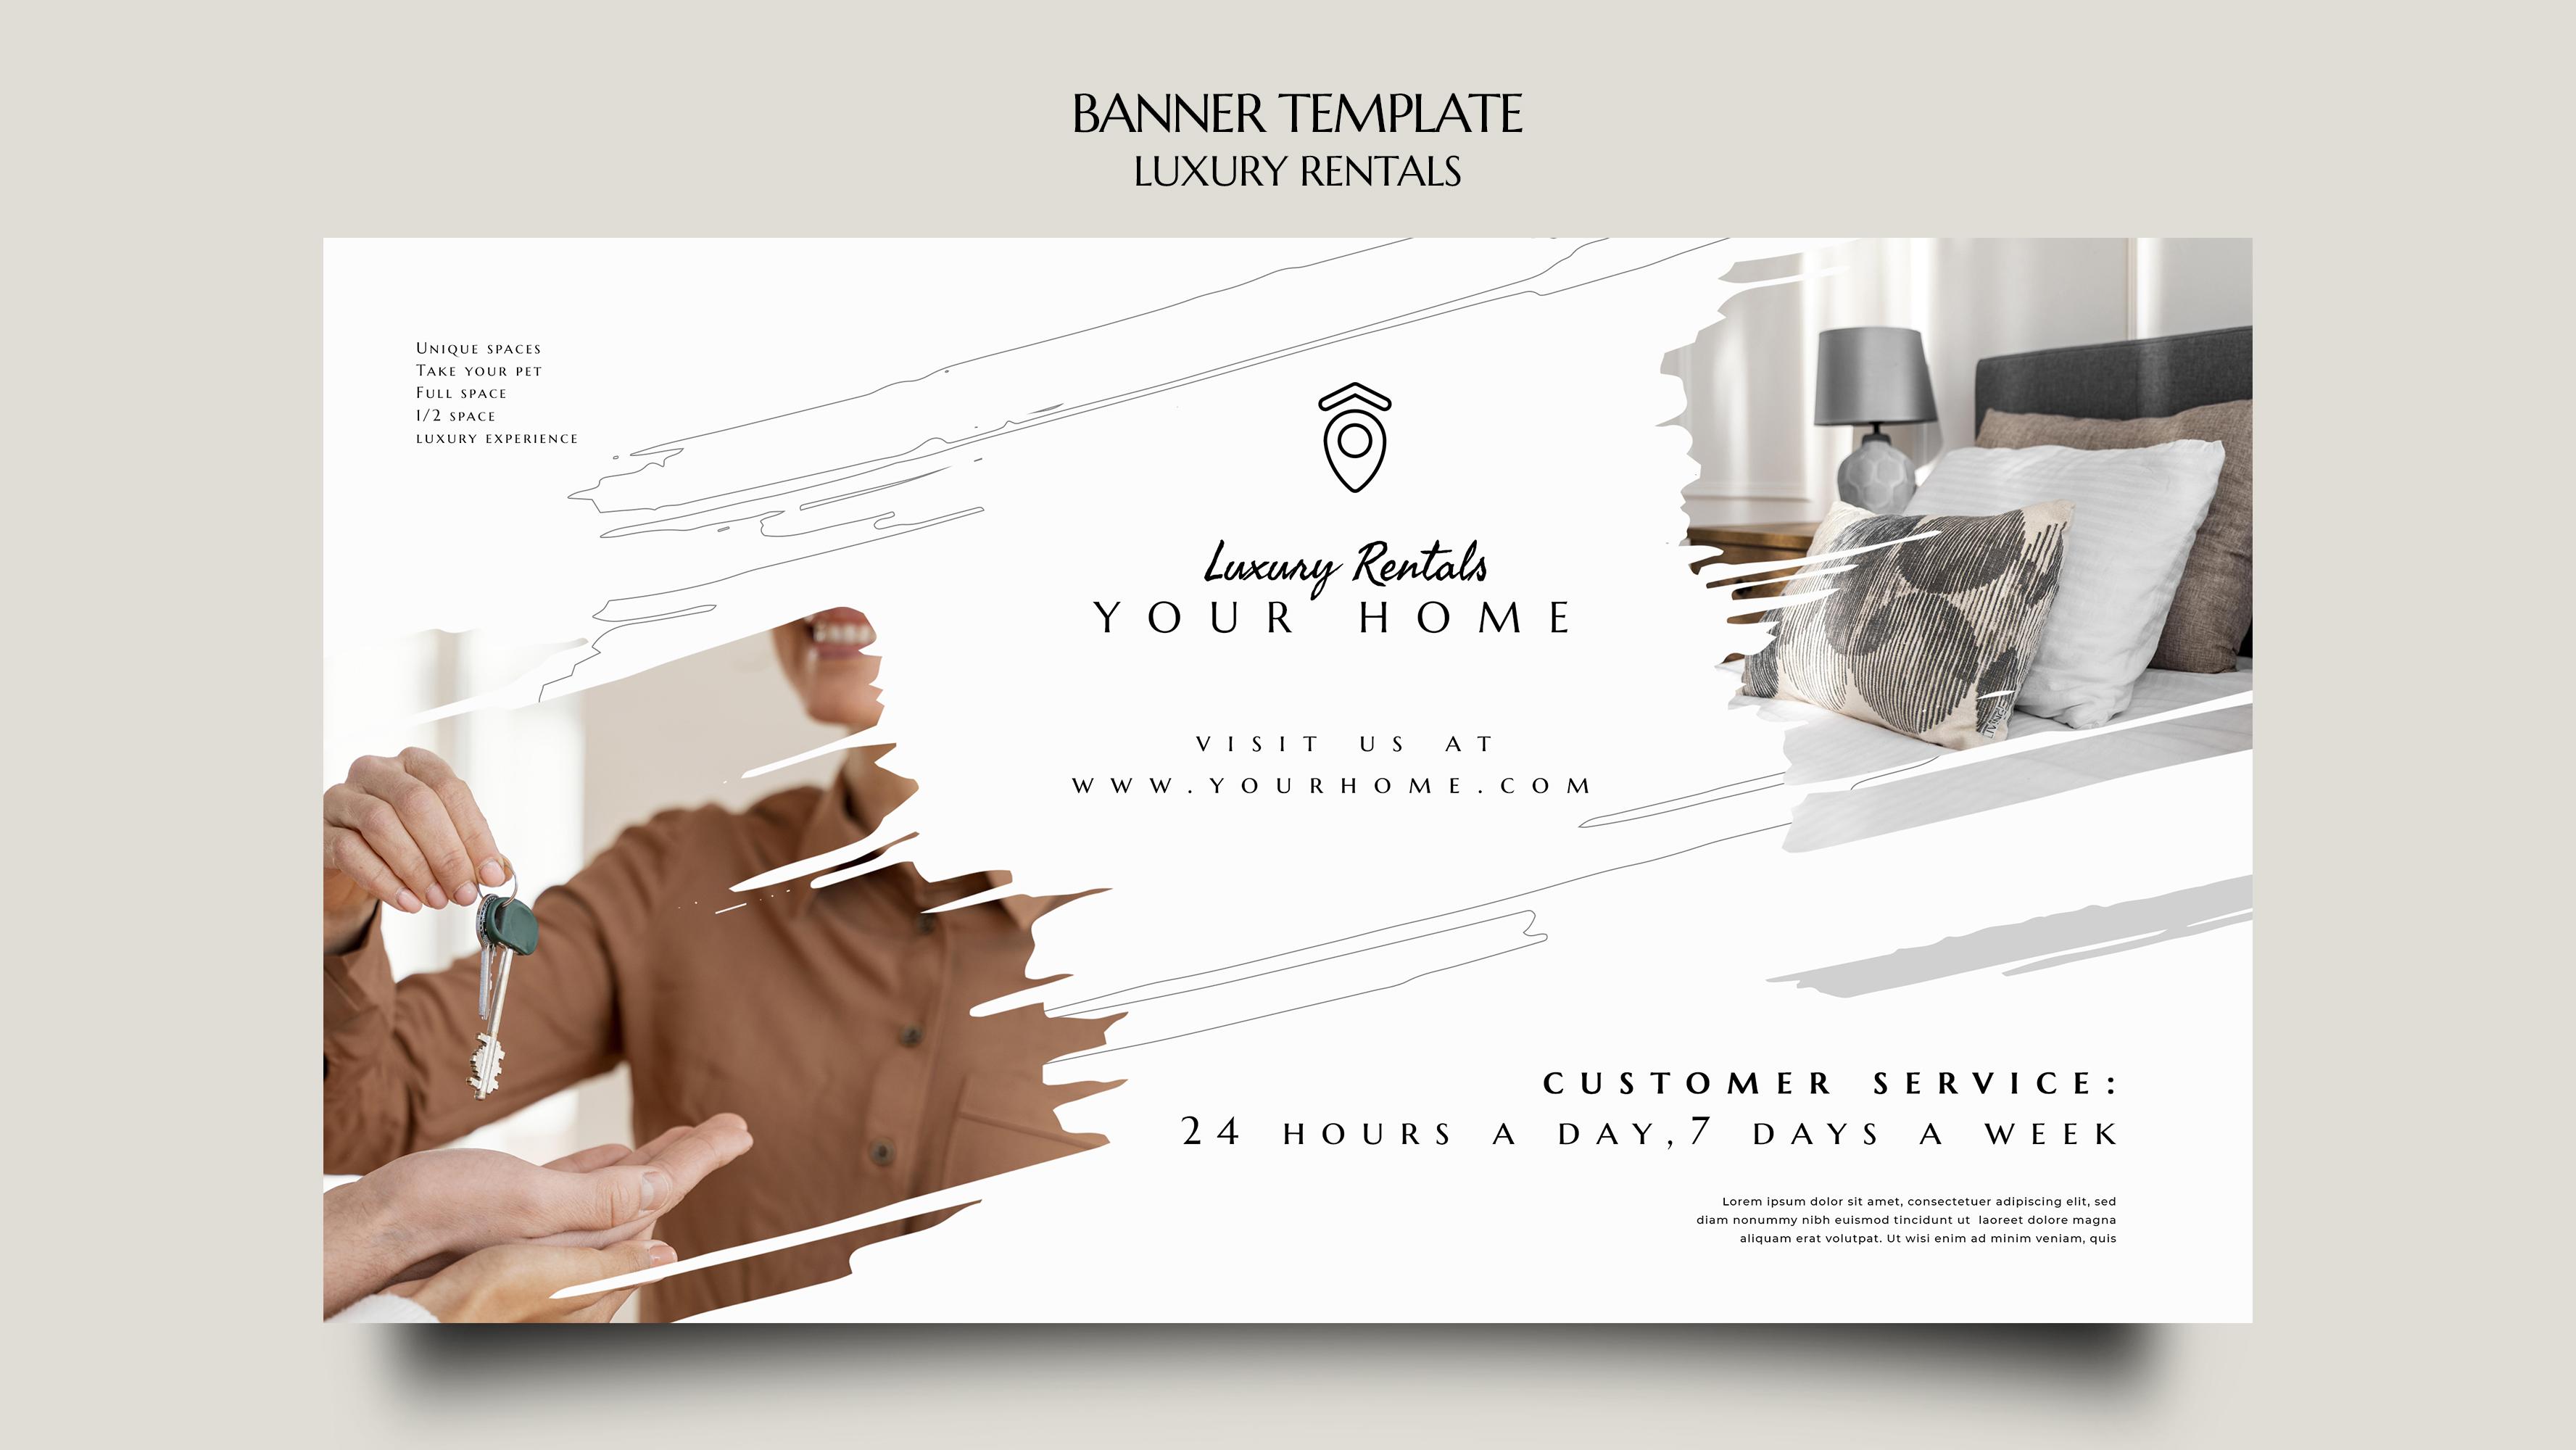 BANNER TEMPLATE
LUXURY RENTALS
Unique spaces
Take your pet
Full space
1/2 space
luxury experience
Luxury Rentals
YOUR HOME
VISIT US AT
WWW.YOURHOME.COM
CUSTOMER SERVICE:
24 HOURS A DAY,7 DAYS A WEEK
Lorem ipsum dolor sit amet, consectetuer adipiscing elit, sed
diam nonummy nibh euismod tincidunt ut laoreet dolore magna
aliquam erat volutpat. Ut wisi enim ad minim veniam, quis